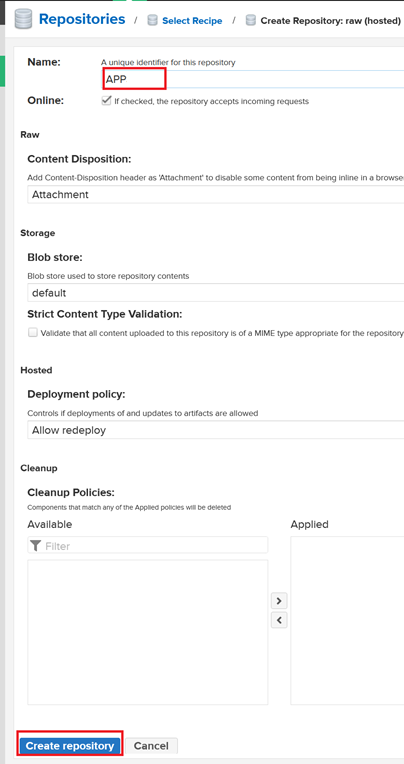 Repositories / Select Recipe / Create Repository: raw (hosted)
Name:
A unique identifier for this repository
APP
Online:
If checked, the repository accepts incoming requests
Raw
Content Disposition:
Add Content-Disposition header as 'Attachment' to disable some content from being inline in a browse
Attachment
Storage
Blob store:
Blob store used to store repository contents
default
Strict Content Type Validation:
Validate that all content uploaded to this repository is of a MIME type appropriate for the repository
Hosted
Deployment policy:
Controls if deployments of and updates to artifacts are allowed
Allow redeploy
Cleanup
Cleanup Policies:
Components that match any of the Applied policies will be deleted
Available Applied
Filter
Create repository Cancel